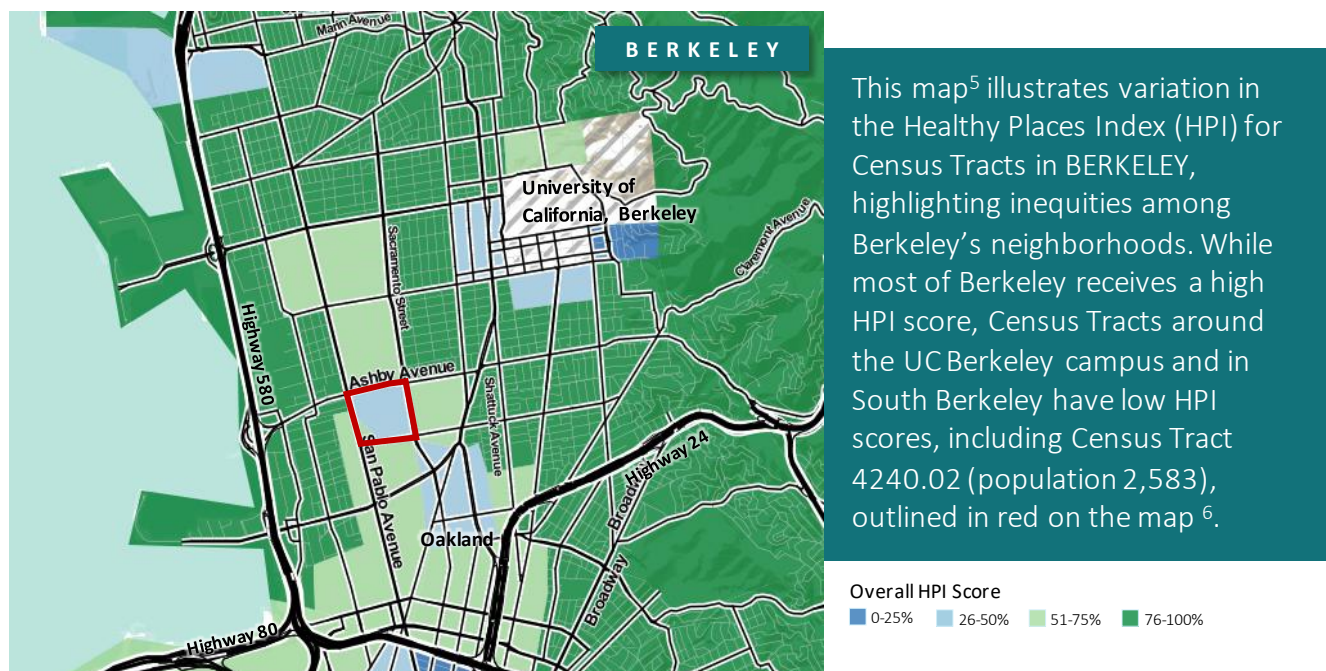 Marin Avenue
BERKELEY
University of
California, Berkeley
Sacramento Street
Claremont Avenue
Highway 580
Ashby Avenue
Shattuck Avenue
San Pablo Avenue
Highway 24
Broadway
Oakland
Broadway
Highway 80
This map5 illustrates variation in
the Healthy Places Index (HPI) for
Census Tracts in BERKELEY,
highlighting inequities among
Berkeley’s neighborhoods. While
most of Berkeley receives a high
HPI score, Census Tracts around
the UC Berkeley campus and in
South Berkeley have low HPI
scores, including Census Tract
4240.02 (population 2,583),
outlined in red on the map 6.
Overall HPI Score
0-25% 26-50% 51-75% 76-100%